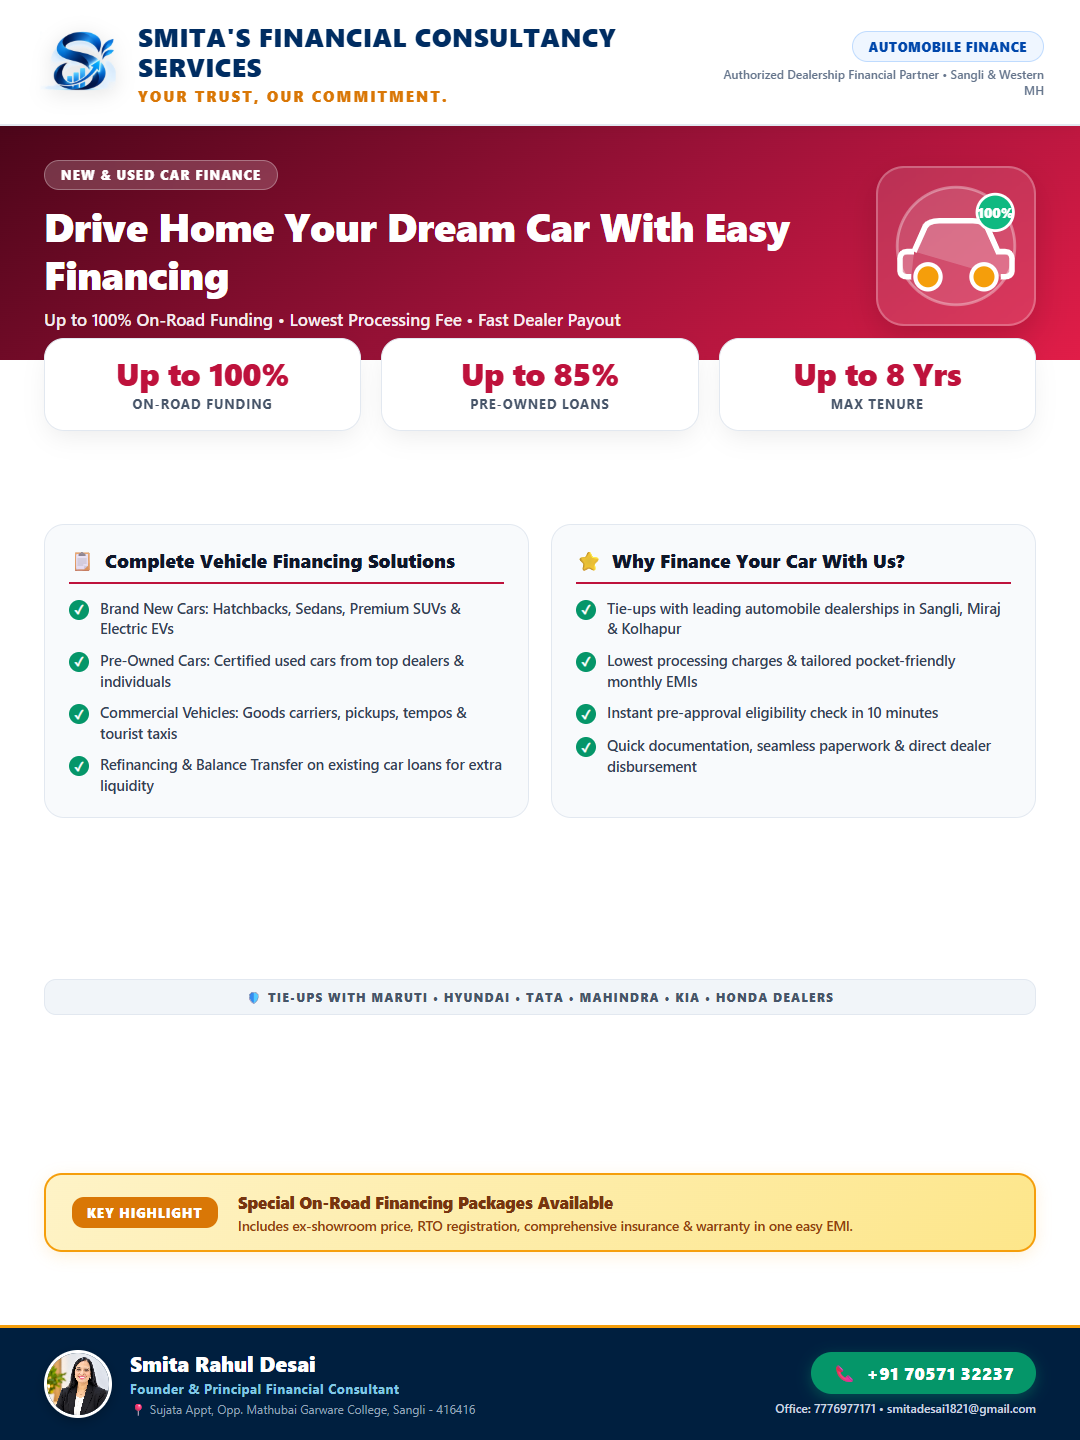 SMITA'S FINANCIAL CONSULTANCY
SERVICES
YOUR TRUST, OUR COMMITMENT.
AUTOMOBILE FINANCE
Authorized Dealership Financial Partner • Sangli & Western
MH
NEW & USED CAR FINANCE
Drive Home Your Dream Car With Easy
Financing
Up to 100% On-Road Funding • Lowest Processing Fee • Fast Dealer Payout
100%
Up to 100%
ON-ROAD FUNDING
Up to 85%
PRE-OWNED LOANS
Up to 8 Yrs
MAX TENURE
Complete Vehicle Financing Solutions
Brand New Cars: Hatchbacks, Sedans, Premium SUVs &
Electric EVs
Pre-Owned Cars: Certified used cars from top dealers &
individuals
Commercial Vehicles: Goods carriers, pickups, tempos &
tourist taxis
Refinancing & Balance Transfer on existing car loans for extra
liquidity
Why Finance Your Car With Us?
Tie-ups with leading automobile dealerships in Sangli, Miraj
& Kolhapur
Lowest processing charges & tailored pocket-friendly
monthly EMIs
Instant pre-approval eligibility check in 10 minutes
Quick documentation, seamless paperwork & direct dealer
disbursement
TIE-UPS WITH MARUTI • HYUNDAI • TATA • MAHINDRA • KIA • HONDA DEALERS
KEY HIGHLIGHT
Special On-Road Financing Packages Available
Includes ex-showroom price, RTO registration, comprehensive insurance & warranty in one easy EMI.
Smita Rahul Desai
Founder & Principal Financial Consultant
Sujata Appt, Opp. Mathubai Garware College, Sangli - 416416
+91 70571 32237
Office: 7776977171 • smitadesai1821@gmail.com